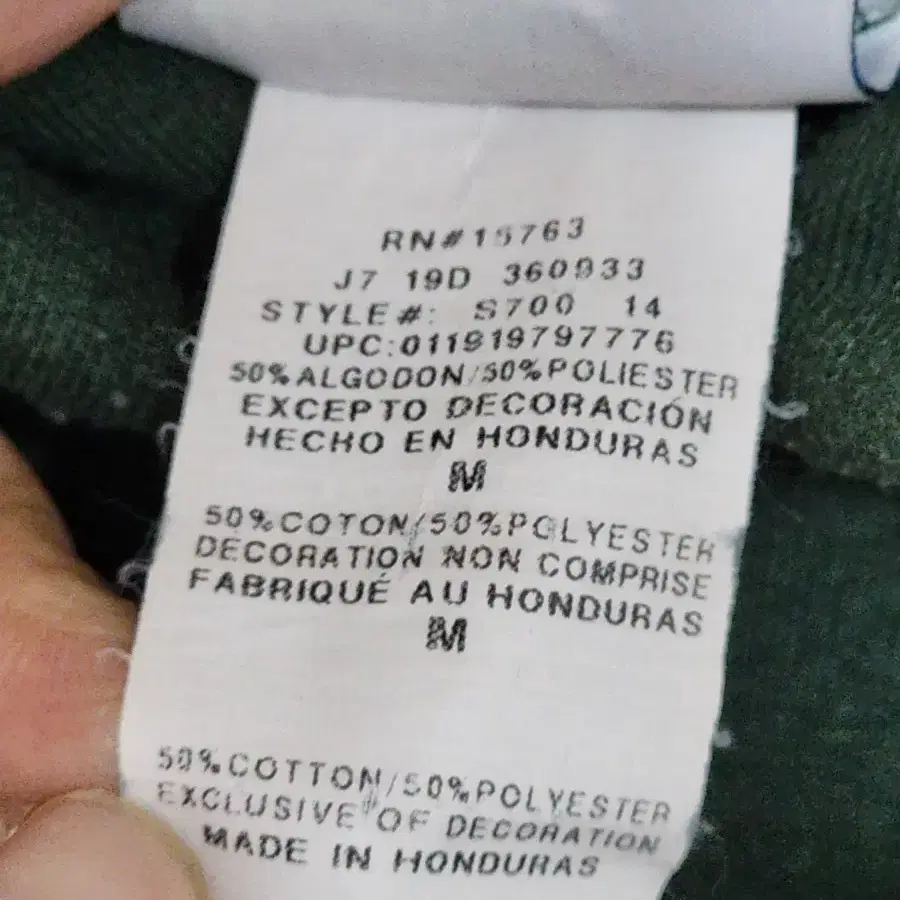 RN#15763
J7 19D 360933
STYLE#: S700 14
UPC:011919797776
50%ALGODON/50%POLIESTER
EXCEPTO DECORACIÓN
HECHO EN HONDURAS
M
50%COTON/50%POLYESTER
DECORATION NON COMPRISE
FABRIQUÉ AU HONDURAS
M
50%COTTON/50%POLYESTER
EXCLUSIVE OF DECORATION
MADE IN HONDURAS